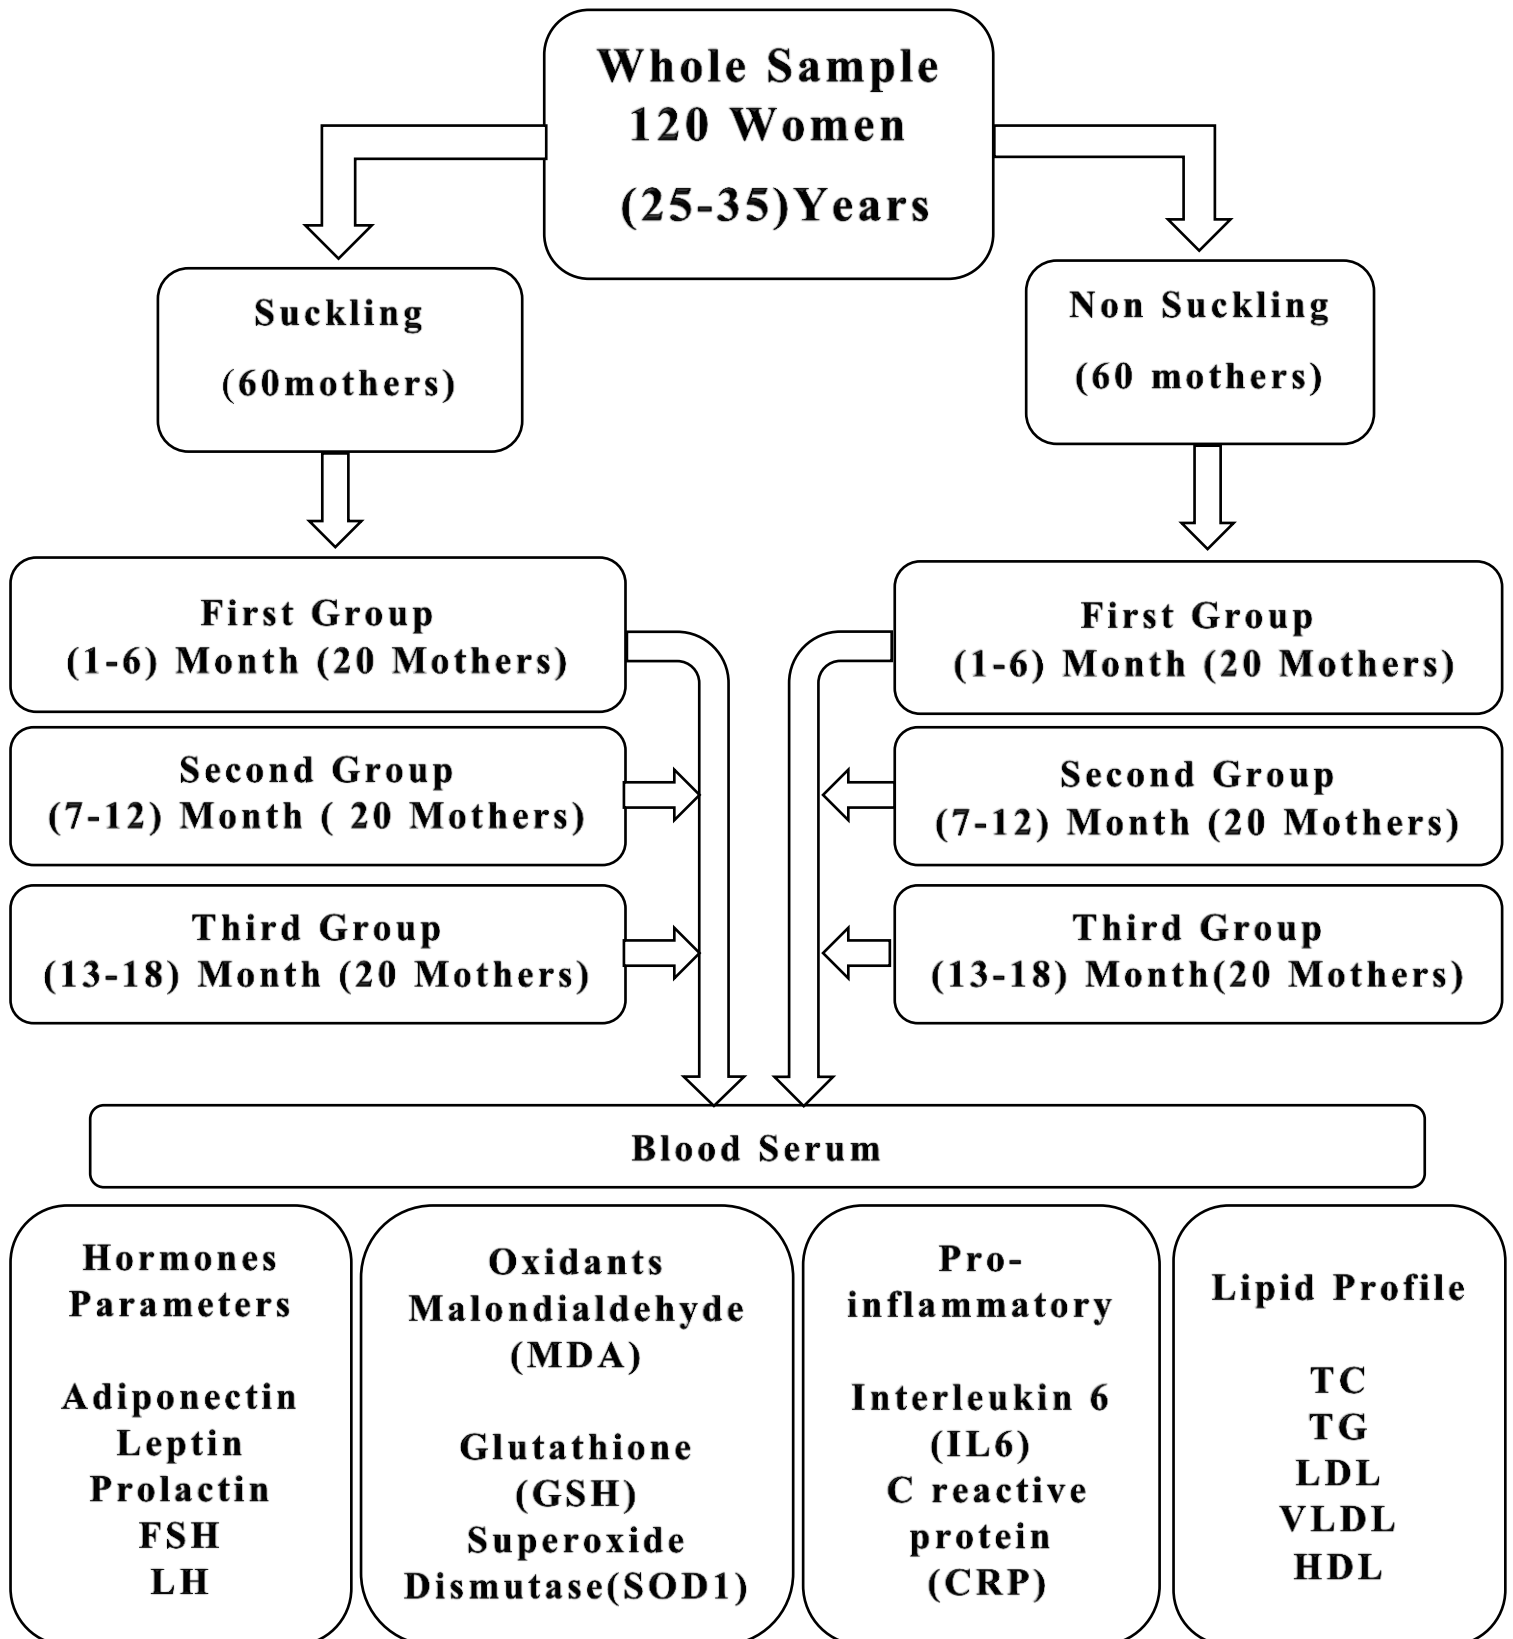 Whole Sample
120 Women
(25-35)Years
Suckling
(60mothers)
Non Suckling
(60 mothers)
First Group
(1-6) Month (20 Mothers)
Second Group
(7-12) Month ( 20 Mothers)
Third Group
(13-18) Month (20 Mothers)
First Group
(1-6) Month (20 Mothers)
Second Group
(7-12) Month (20 Mothers)
Third Group
(13-18) Month(20 Mothers)
Blood Serum
Hormones
Parameters
Adiponectin
Leptin
Prolactin
FSH
LH
Oxidants
Malondialdehyde
(MDA)
Glutathione
(GSH)
Superoxide
Dismutase(SOD1)
Pro-
inflammatory
Interleukin 6
(IL6)
C reactive
protein
(CRP)
Lipid Profile
TC
TG
LDL
VLDL
HDL